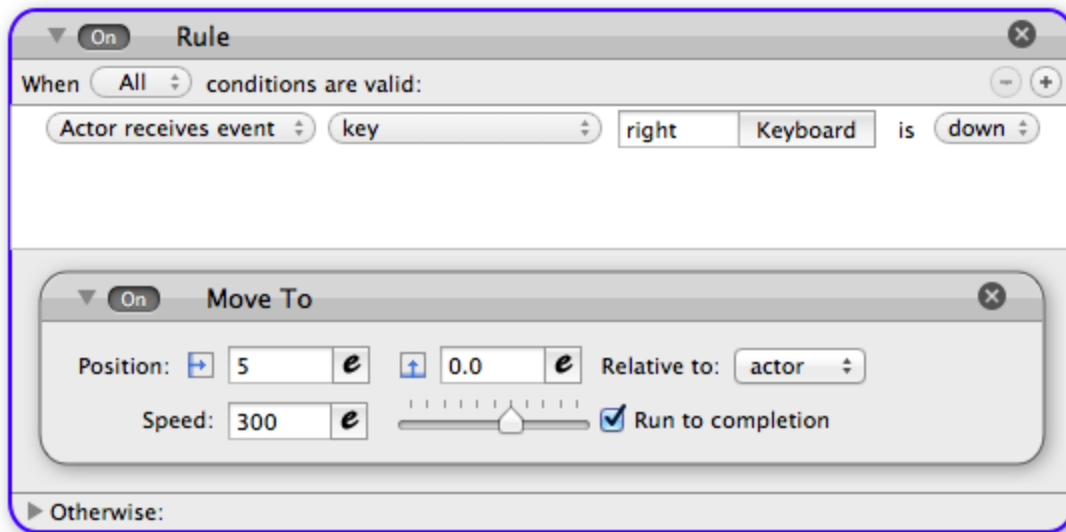 On Rule
When All conditions are valid:
Actor receives event key right Keyboard is down
On Move To
Position: 5 e 0.0 e Relative to: actor
Speed: 300 e Run to completion
Otherwise: